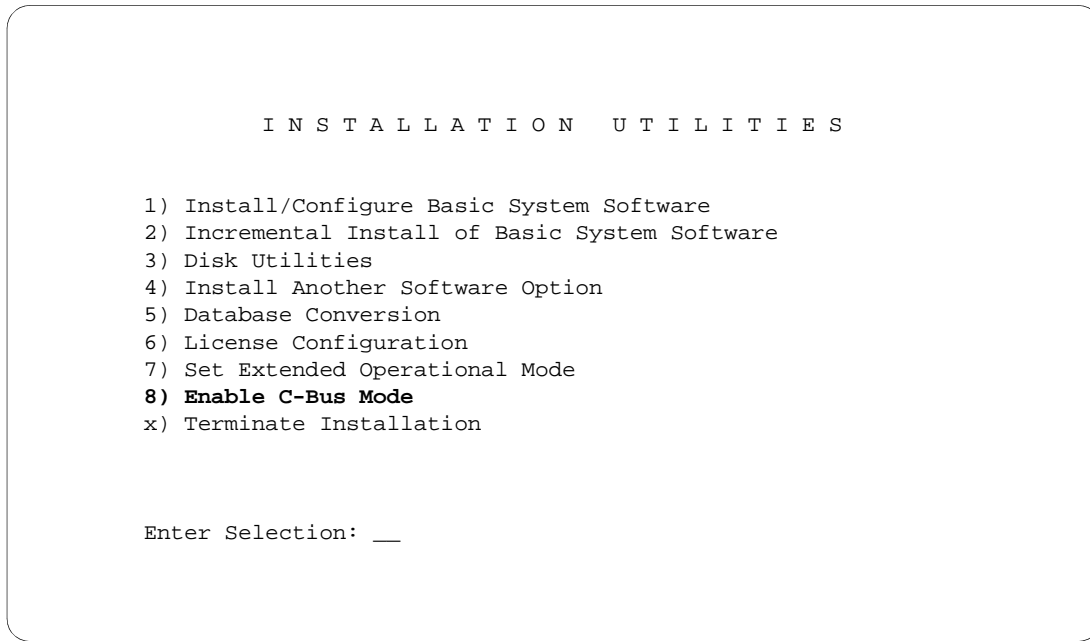 I N S T A L L A T I O N   U T I L I T I E S
1) Install/Configure Basic System Software
2) Incremental Install of Basic System Software
3) Disk Utilities
4) Install Another Software Option
5) Database Conversion
6) License Configuration
7) Set Extended Operational Mode
8) Enable C-Bus Mode
x) Terminate Installation
Enter Selection: __